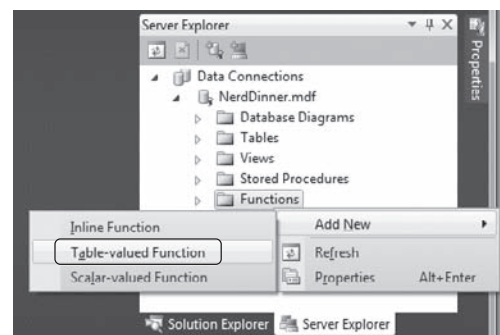 Server Explorer
Properties
Data Connections
NerdDinner.mdf
Database Diagrams
Tables
Views
Stored Procedures
Functions
Inline Function
Table-valued Function
Scalar-valued Function
Add New
Refresh
Properties Alt+Enter
Solution Explorer Server Explorer